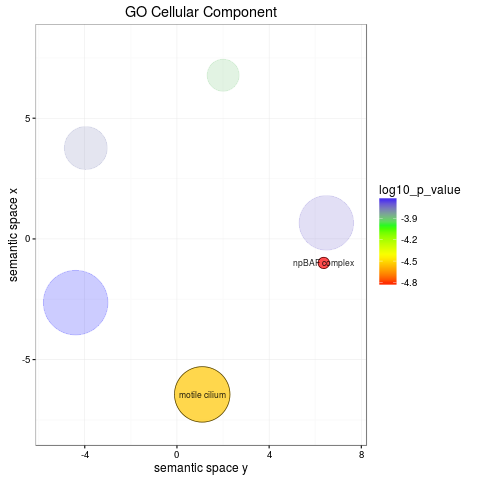 GO Cellular Component
semantic space x
5
0
-5
npBAF complex
motile cilium
-4
0
4
8
semantic space y
log10_p_value
-3.9
-4.2
-4.5
-4.8